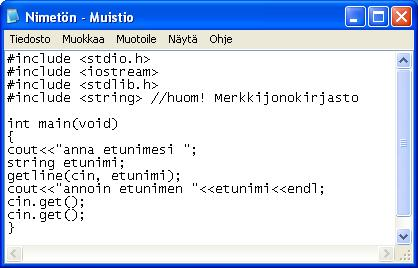 Nimetön - Muistio
Tiedosto Muokkaa Muotoile Näytä Ohje
#include <stdio.h>
#include <iostream>
#include <stdlib.h>
#include <string> //huom! Merkkijonokirjasto

int main(void)
{
cout<<"anna etunimesi ";
string etunimi;
getline(cin, etunimi);
cout<<"annoin etunimen "<<etunimi<<endl;
cin.get();
cin.get();
}